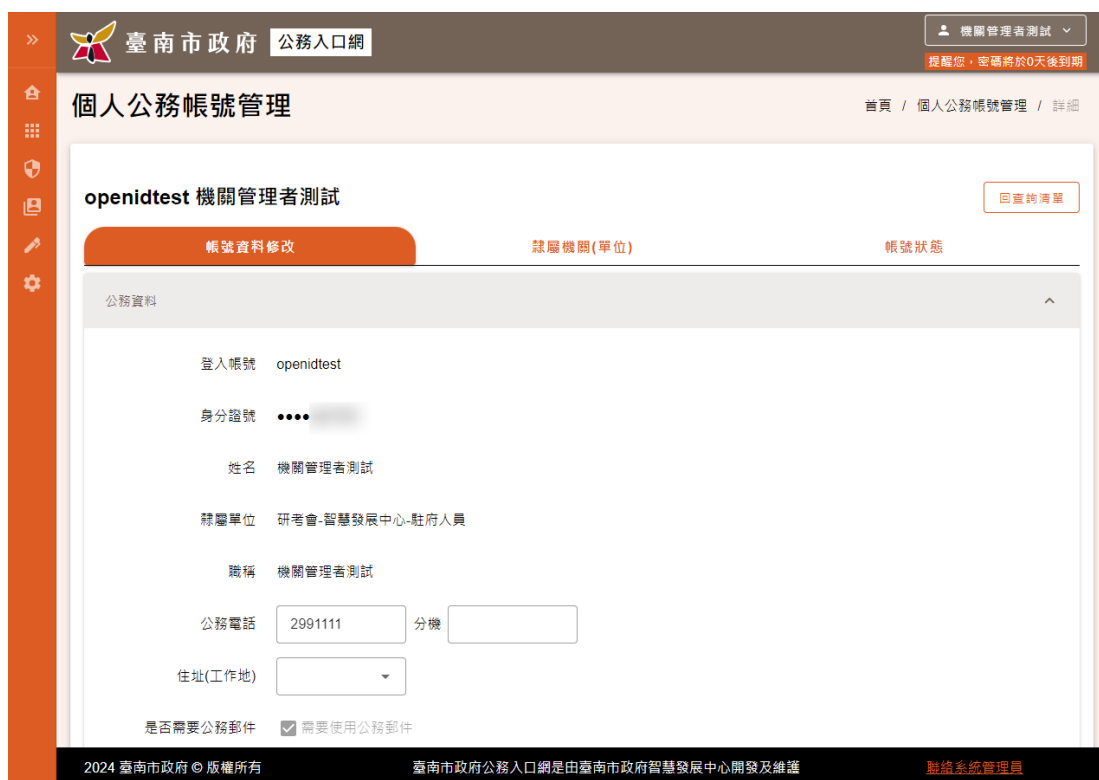 臺南市政府 公務入口網
機關管理者測試
提醒您，密碼將於0天後到期
個人公務帳號管理
首頁 / 個人公務帳號管理 / 詳細
openidtest 機關管理者測試
回查詢清單
帳號資料修改 隸屬機關(單位) 帳號狀態
公務資料
登入帳號 openidtest
身分證號 ••••
姓名 機關管理者測試
隸屬單位 研考會-智慧發展中心-駐府人員
職稱 機關管理者測試
公務電話 2991111 分機
住址(工作地)
是否需要公務郵件 需要使用公務郵件
2024 臺南市政府 © 版權所有 臺南市政府公務入口網是由臺南市政府智慧發展中心開發及維護 聯絡系統管理員